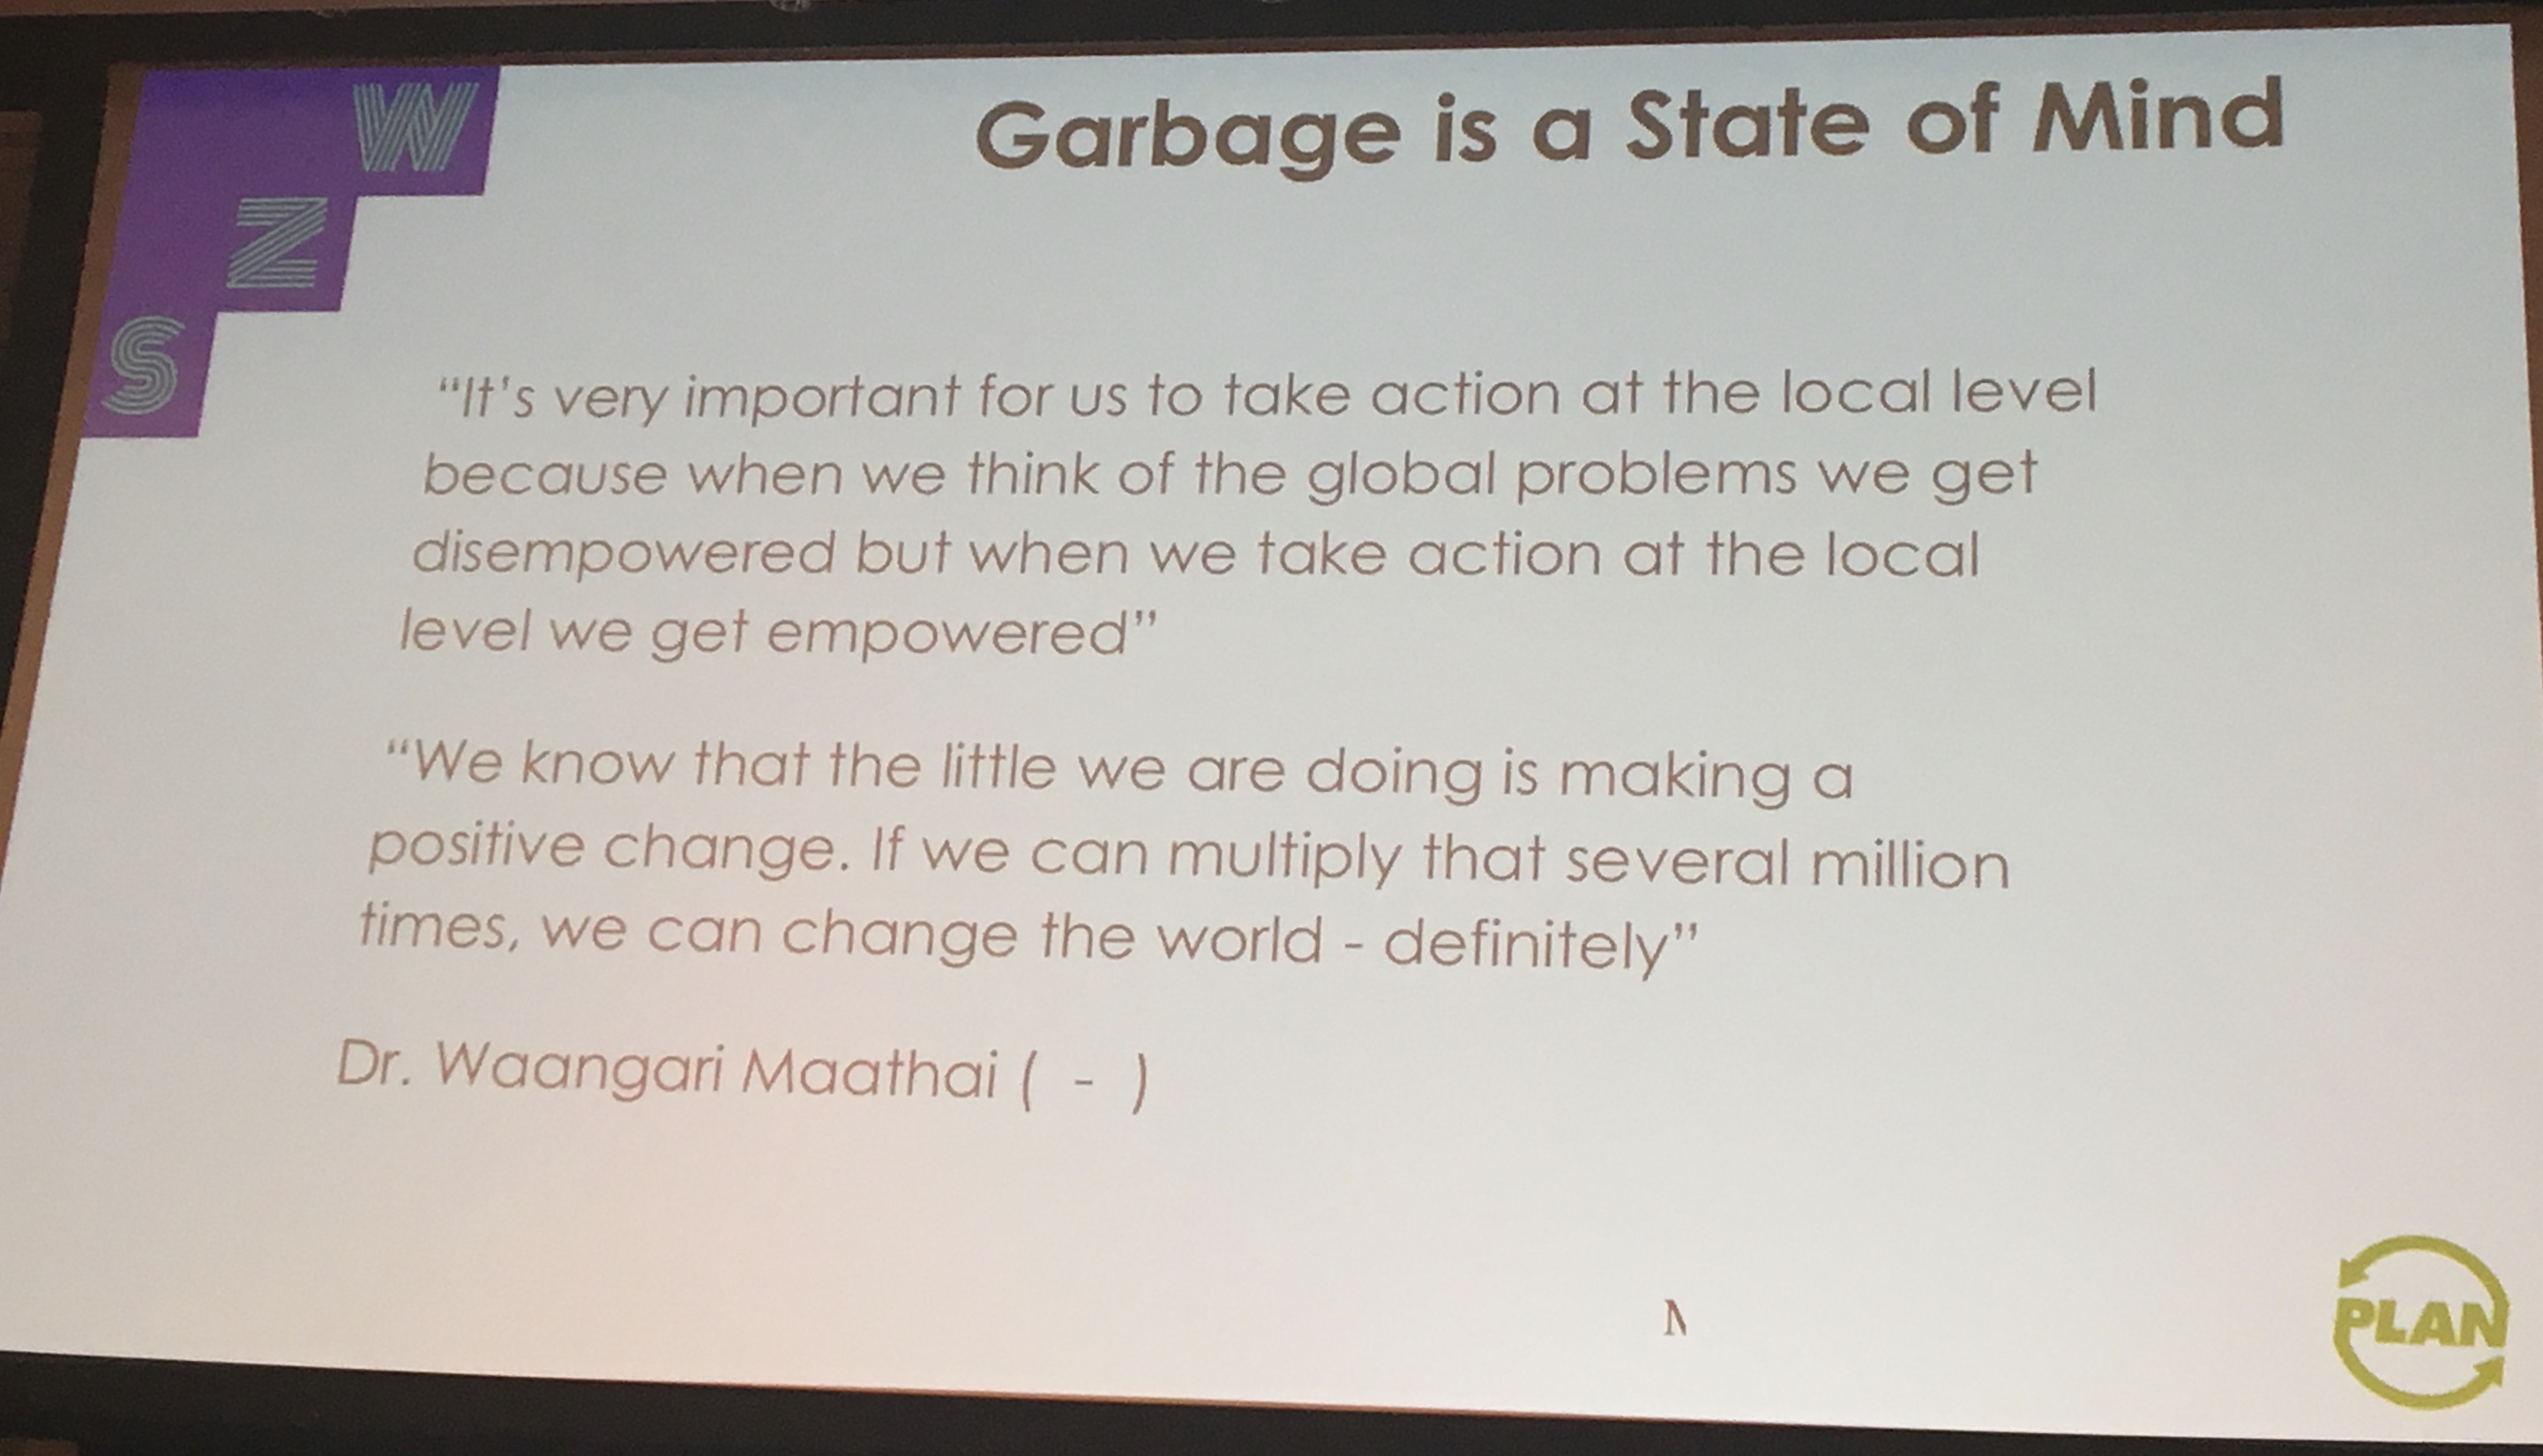 W
Z
S
Garbage is a State of Mind
“It's very important for us to take action at the local level
because when we think of the global problems we get
disempowered but when we take action at the local
level we get empowered”
“We know that the little we are doing is making a
positive change. If we can multiply that several million
times, we can change the world - definitely”
Dr. Waangari Maathai ( - )
PLAN